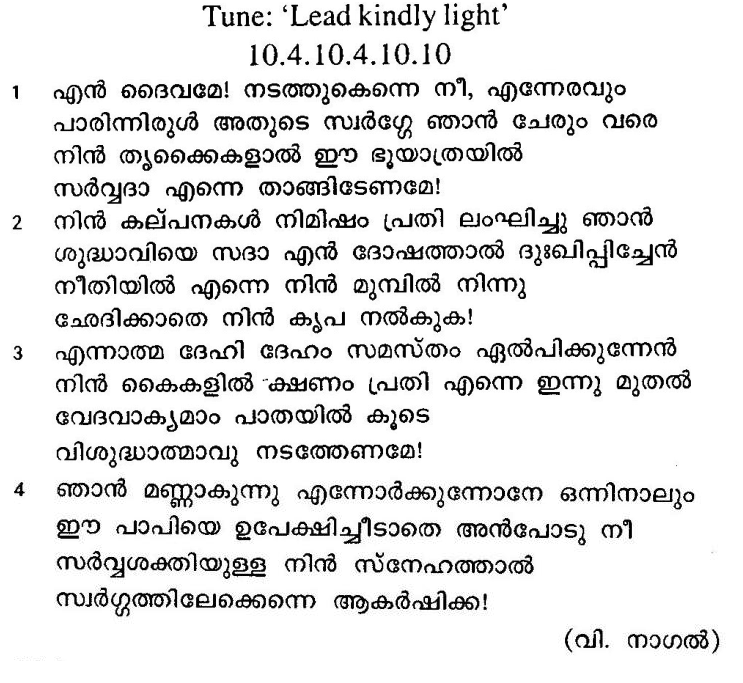 Tune: ‘Lead kindly light’
10.4.10.4.10.10
1 എൻ ദൈവമേ! നടത്തുകെന്നെ നീ, എന്നേരവും
പാരിന്നിരുൾ അതുടെ സ്വർഗ്ഗേ ഞാൻ ചേരും വരെ
നിൻ തൃക്കൈകളാൽ ഈ ഭൂയാത്രയിൽ
സർവ്വദാ എന്നെ താങ്ങിടേണമേ!
2 നിൻ കല്പനകൾ നിമിഷം പ്രതി ലംഘിച്ചു ഞാൻ
ശുദ്ധാവിയെ സദാ എൻ ദോഷത്താൽ ദുഃഖിപ്പിച്ചേൻ
നീതിയിൽ എന്നെ നിൻ മുമ്പിൽ നിന്നു
ഛേദിക്കാതെ നിൻ കൃപ നൽകുക!
3 എന്നാത്മ ദേഹി ദേഹം സമസ്തം ഏൽപിക്കുന്നേൻ
നിൻ കൈകളിൽ ക്ഷണം പ്രതി എന്നെ ഇന്നു മുതൽ
വേദവാക്യമാം പാതയിൽ കൂടെ
വിശുദ്ധാത്മാവു നടത്തേണമേ!
4 ഞാൻ മണ്ണാകുന്നു എന്നോർക്കുന്നോനേ ഒന്നിനാലും
ഈ പാപിയെ ഉപേക്ഷിച്ചീടാതെ അൻപോടു നീ
സർവ്വശക്തിയുള്ള നിൻ സ്നേഹത്താൽ
സ്വർഗ്ഗത്തിലേക്കെന്നെ ആകർഷിക്ക!
(വി. നാഗൽ)